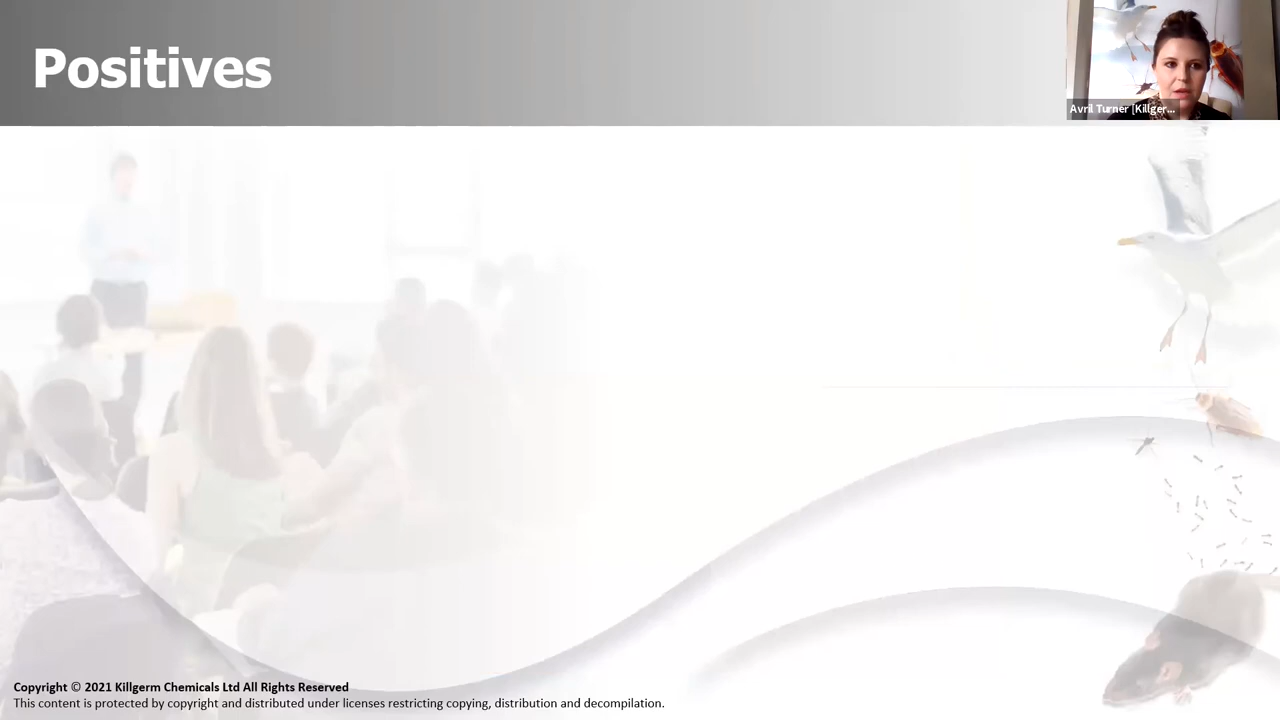 Positives
Avril Turner [Killger...
Copyright © 2021 Killgerm Chemicals Ltd All Rights Reserved
This content is protected by copyright and distributed under licenses restricting copying, distribution and decompilation.